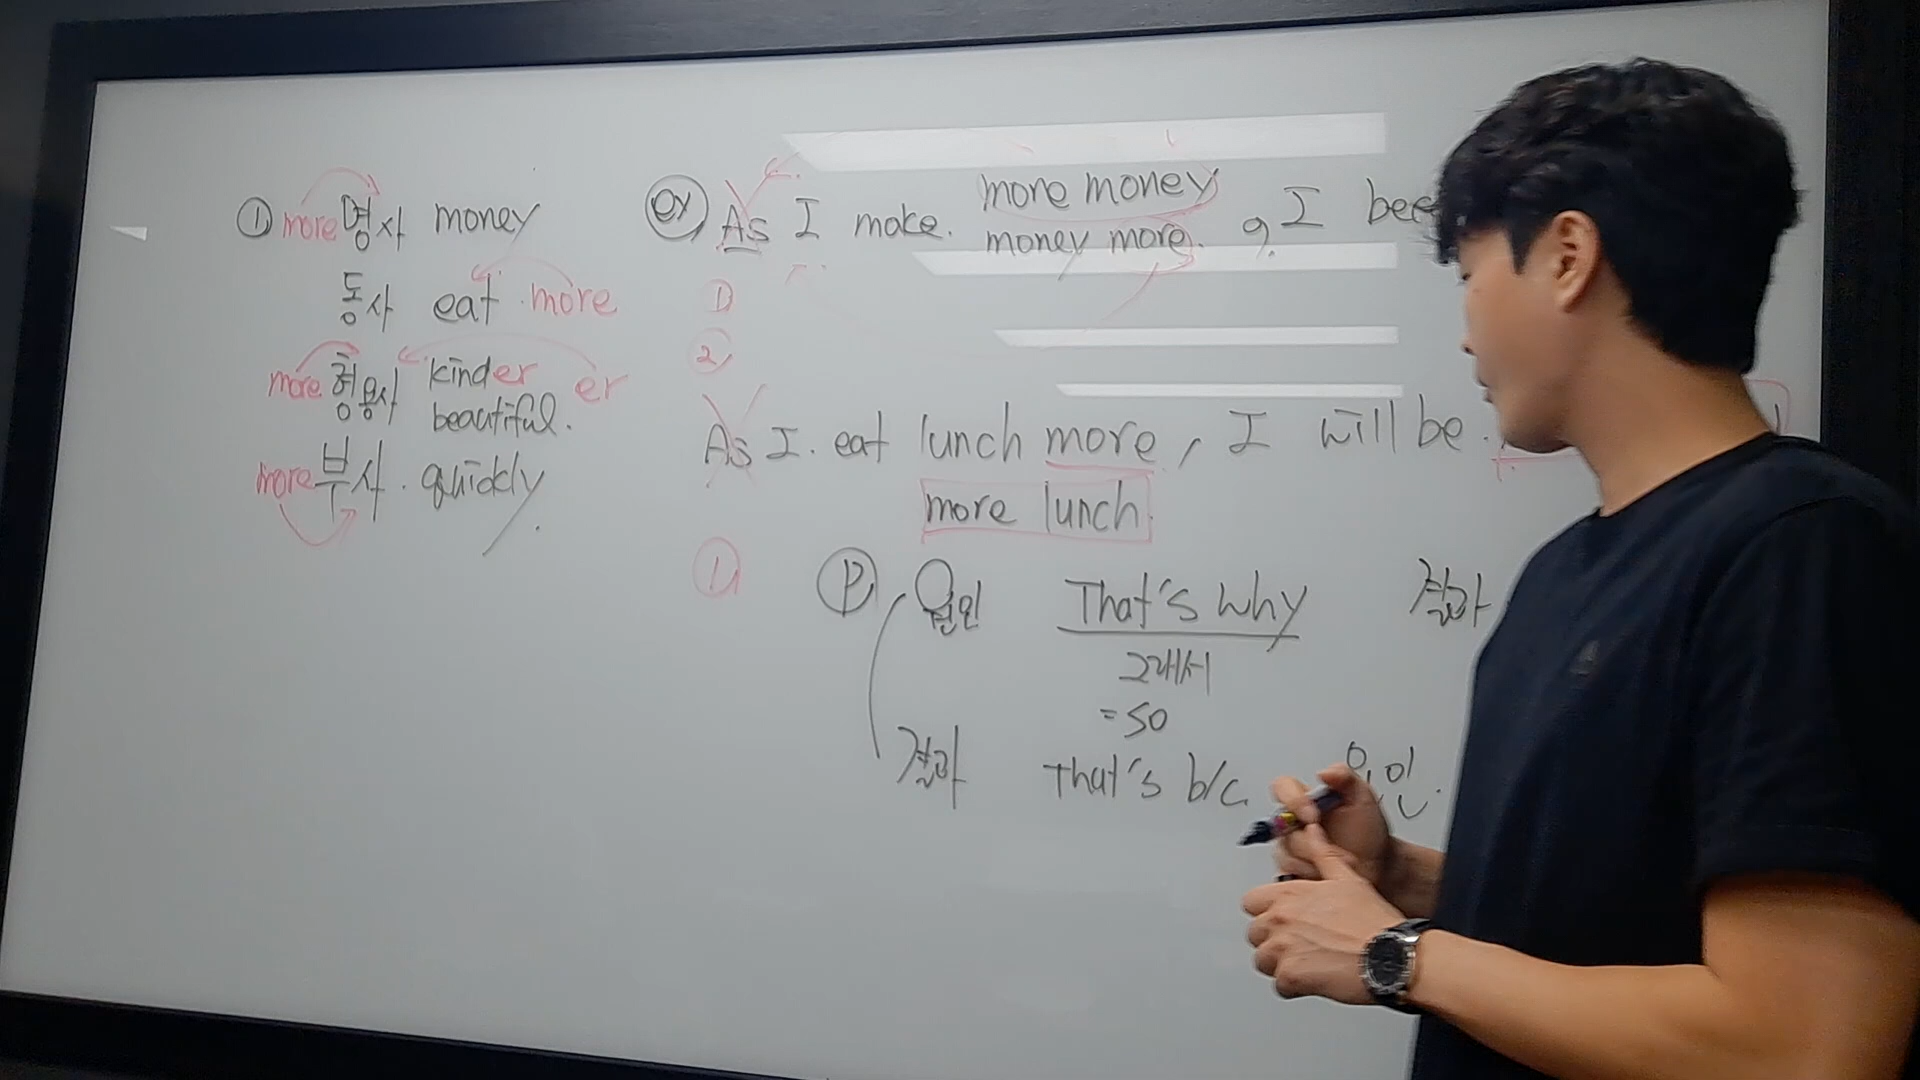 ① more 명사 money
동사 eat more
more 형용사 kinder er
beautiful.
more 부사. quickly
ex) As I make. more money , I
money more.
①
2
As I. eat lunch more, I will be.
more lunch
①
P 원인 That's why 결과
그래서
= so
결과 That's b/c. 원인.